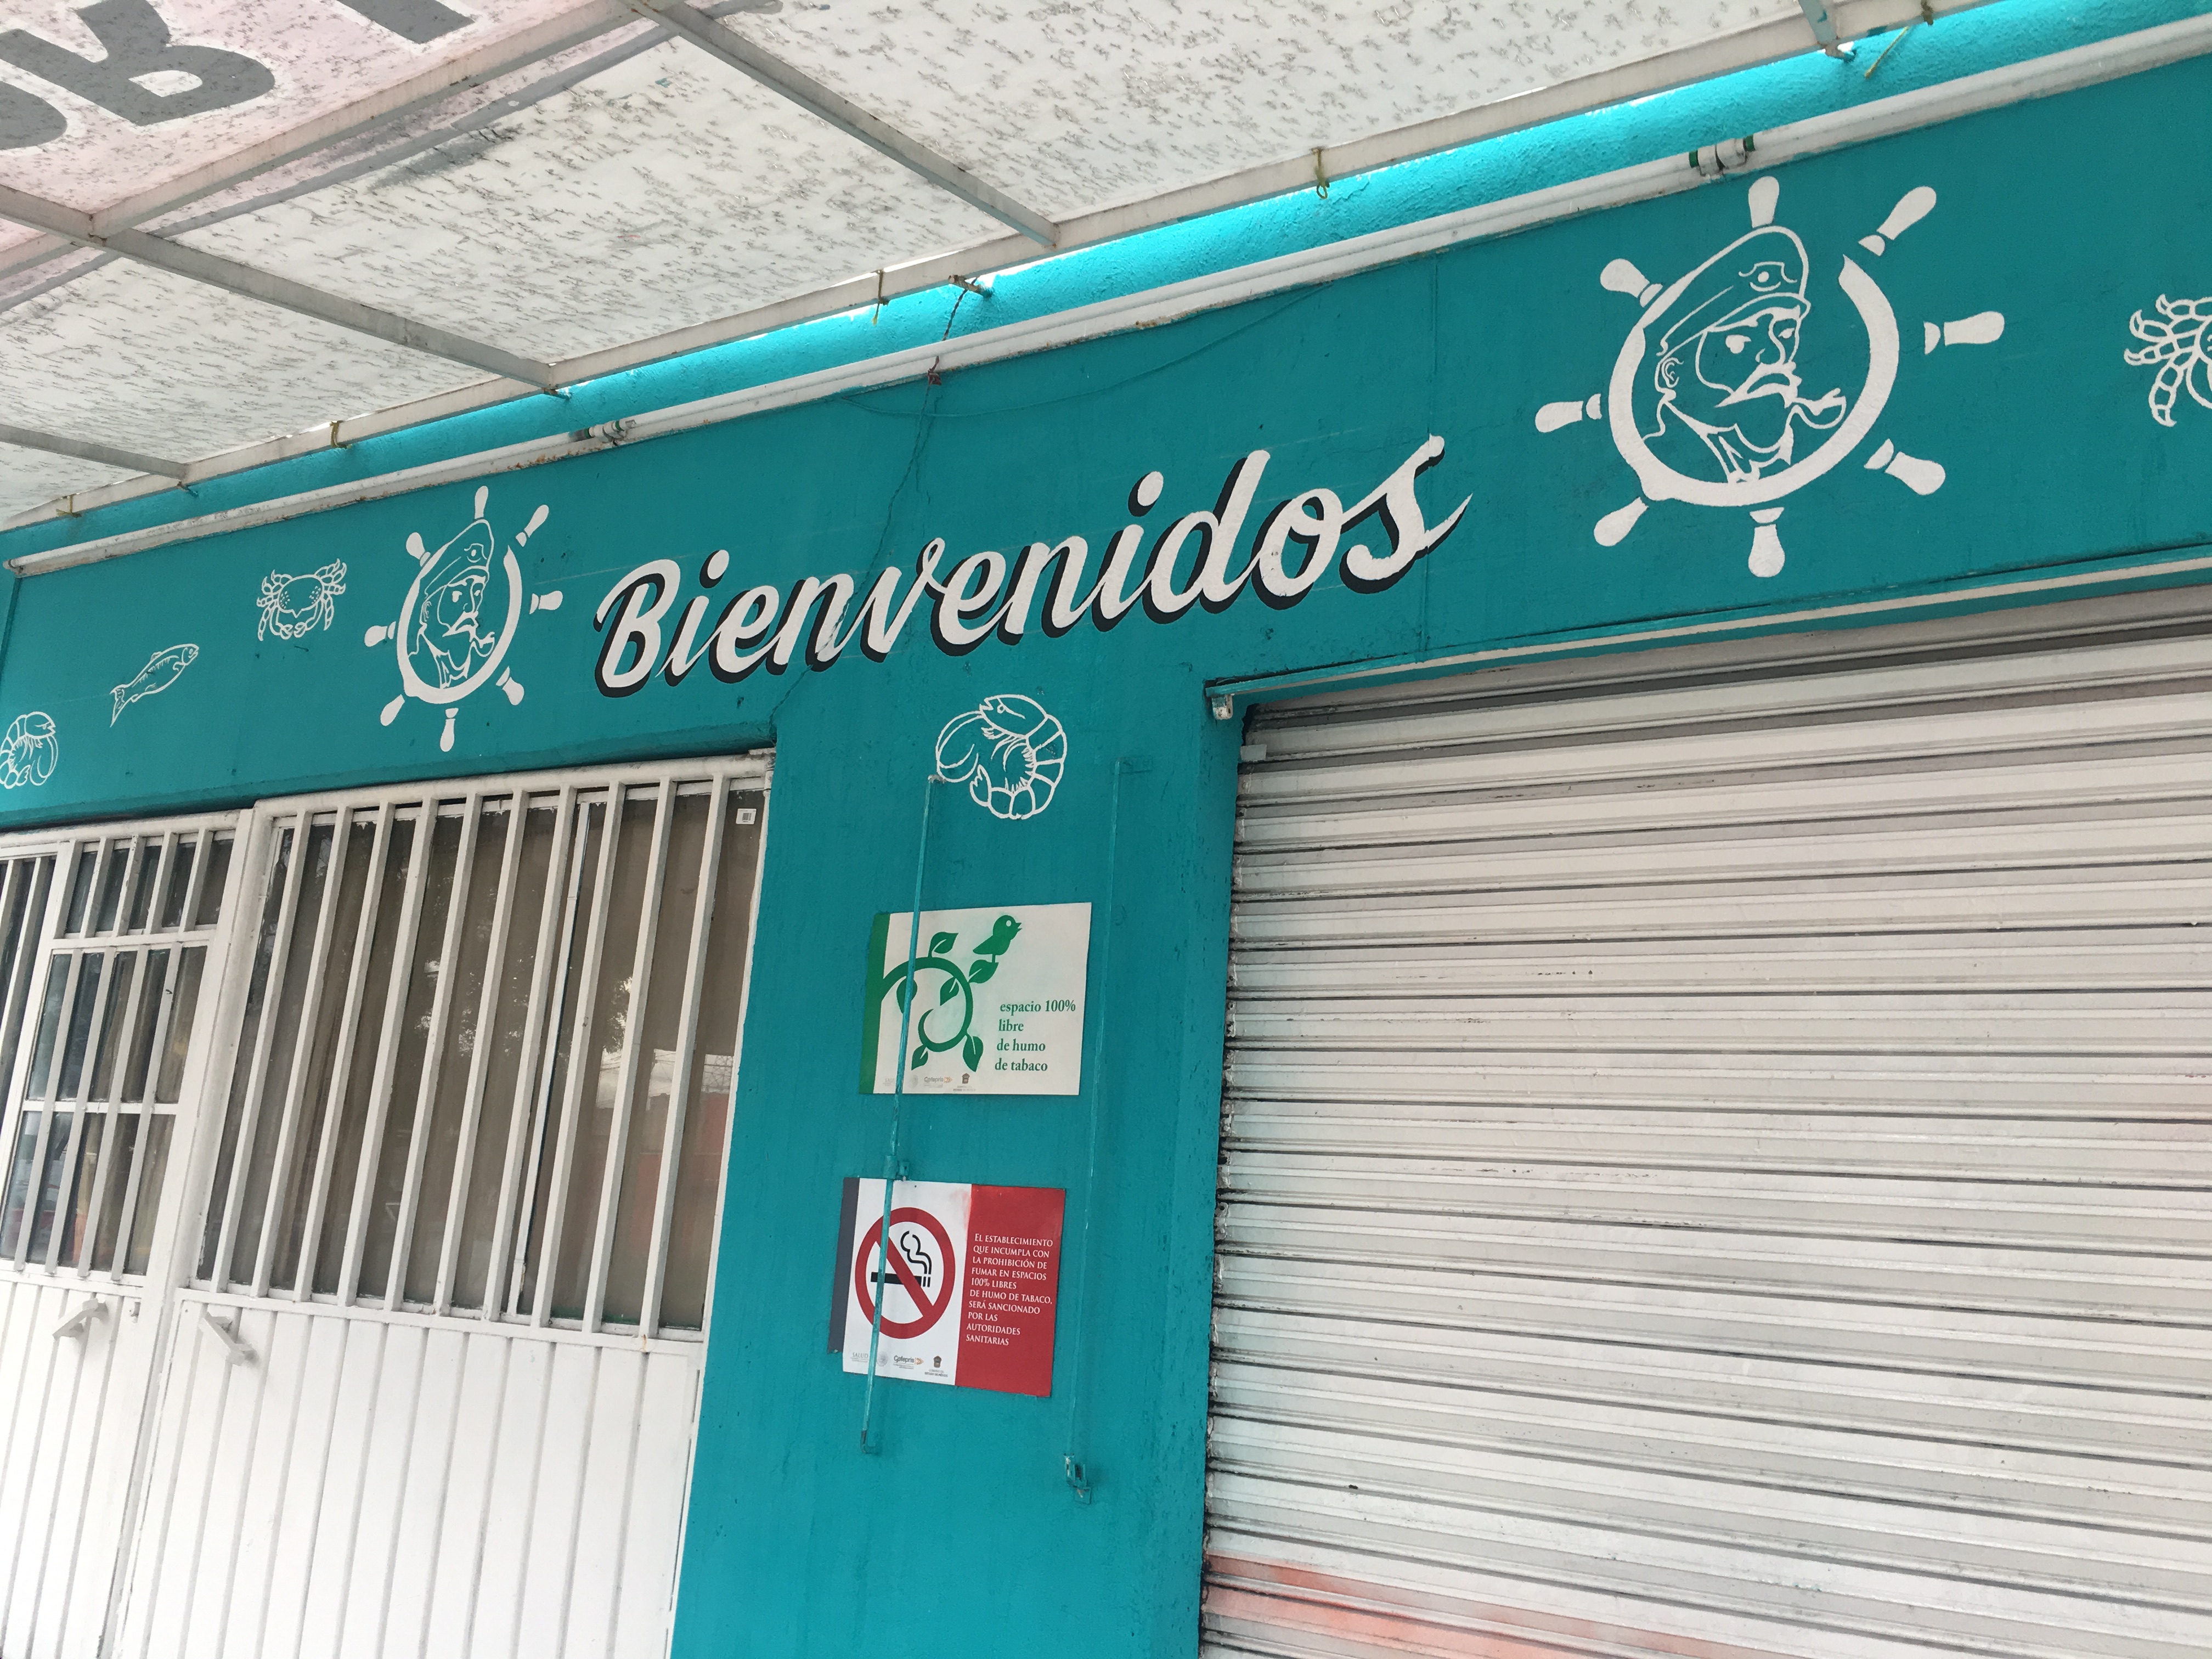 Bienvenidos
espacio 100%
libre
de humo
de tabaco
EL ESTABLECIMIENTO
QUE INCUMPLA CON
LA PROHIBICIÓN DE
FUMAR EN ESPACIOS
100% LIBRES
DE HUMO DE TABACO,
SERÁ SANCIONADO
POR LAS
AUTORIDADES
SANITARIAS
SALUD